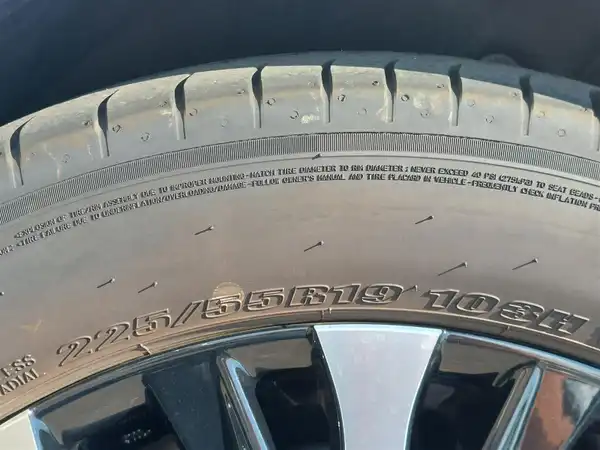 <EXPLOSION OF TIRE/RIM ASSEMBLY DUE TO IMPROPER MOUNTING-MATCH TIRE DIAMETER TO RIM DIAMETER ; NEVER EXCEED 40 PSI (275kPa) TO SEAT BEADS-
<TIRE FAILURE DUE TO UNDERINFLATION/OVERLOADING/DAMAGE-FOLLOW OWNER'S MANUAL AND TIRE PLACARD IN VEHICLE-FREQUENTLY CHECK INFLATION PR
225/55R19 103H
LESS
RADIAL